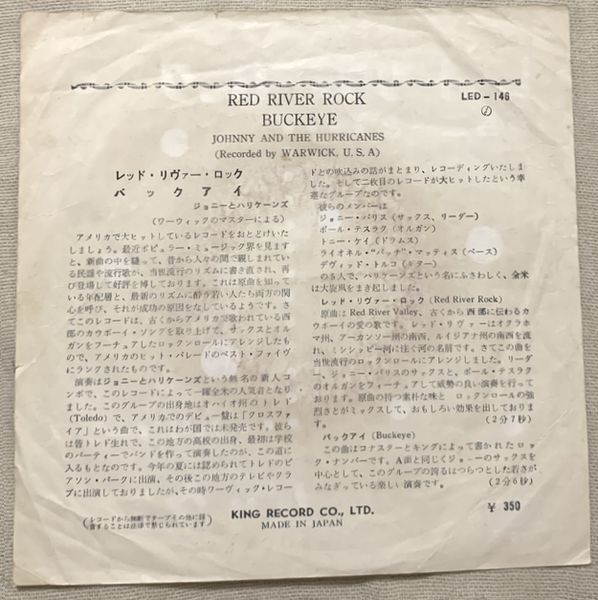 RED RIVER ROCK
BUCKEYE
JOHNNY AND THE HURRICANES
(Recorded by WARWICK, U. S. A)
LED－146
レッド・リヴァー・ロック
バックアイ
ジョニーとハリケーンズ
(ワーウィックのマスターによる)
アメリカで大ヒットしているレコードをおとどけいた
しましょう。最近ポピュラー・ミュージック界を見ます
と、新曲の中を縫って、昔から人々の間で親しまれてい
る民謡や流行歌が、当世流行のリズムに書き直され、再
び登場して好評を博しております。これは原曲を知って
いる年配層と、最新のリズムに酔う若い人たち両方の関
心を呼び、それが成功の原因をなしているようです。さ
てこのレコードは、古くからアメリカで歌われている西
部のカウボーイ・ソングを取り上げて、サックスとオル
ガンをフューチュアしたロックンロールにアレンジしたも
ので、アメリカのヒット・パレードのベスト・ファイヴ
にランクされたものです。
演奏はジョニーとハリケーンズという無名の新人コ
ンボで、このレコードによって一躍全米の人気者となり
ました。このグループの出身地はオハイオ州のトレド
(Toledo) で、アメリカでのデビュー盤は「クロスファ
イア」という曲で、これはわが国では未発売です。彼ら
は皆トレド生れで、この地方の高校の出身、最初は学校
のパーティーでバンドを作って演奏したのが、この道に
入るもとなのです。今年の夏には認められてトレドのピ
アソン・パークに出演、その後この地方のテレビやラジ
ブに出演しておりましたが、その時ワーヴィック・レコー
ドとの吹込みの話がまとまり、レコーディングいたしま
した。そして二枚目のレコードが大ヒットしたという幸
運なグループなのです。
彼らのメンバーは
ジョニー・パリス (サックス、リーダー)
ポール・テスラク (オルガン)
トニー・ケイ (ドラムス)
ライオネル・“バッチ”マッティス (ベース)
デヴィッド・トルコ (ギター)
の5人で、ハリケーンズという名にふさわしく、全米
は大旋風をまき起しました。
レッド・リヴァー・ロック (Red River Rock)
原曲は Red River Valley、古くから西部に伝わるカ
ウボーイの愛の歌です。レッド・リヴァーはオクラホ
マ州、アーカンソー州の南西、ルイジアナ州の南西を流
れ、ミシシッピー河に注ぐ河の名前です。さてこの曲を
当世流行のロックンロールにアレンジしました。リーダ
ー、ジョニー・パリスのサックスと、ポール・テスラク
のオルガンをフィーチュアして威勢の良い演奏を行って
おります。原曲の持つ素朴な味と ロックンロールの強
烈さとがミックスして、おもしろい効果を出しておりま
す。
(2分7秒)
バックアイ (Buckeye)
この曲はコナスターとキングによって書かれたロッ
ク・ナンバーです。A面と同じくジョニーのサックスを
中心として、このグループの誇るはつらつとした若さが
みなぎっている楽しい演奏です。
(2分6秒)
(レコードから無断でテープその他に録
音することは法律で禁じられています)
KING RECORD CO., LTD.
MADE IN JAPAN
￥ 350